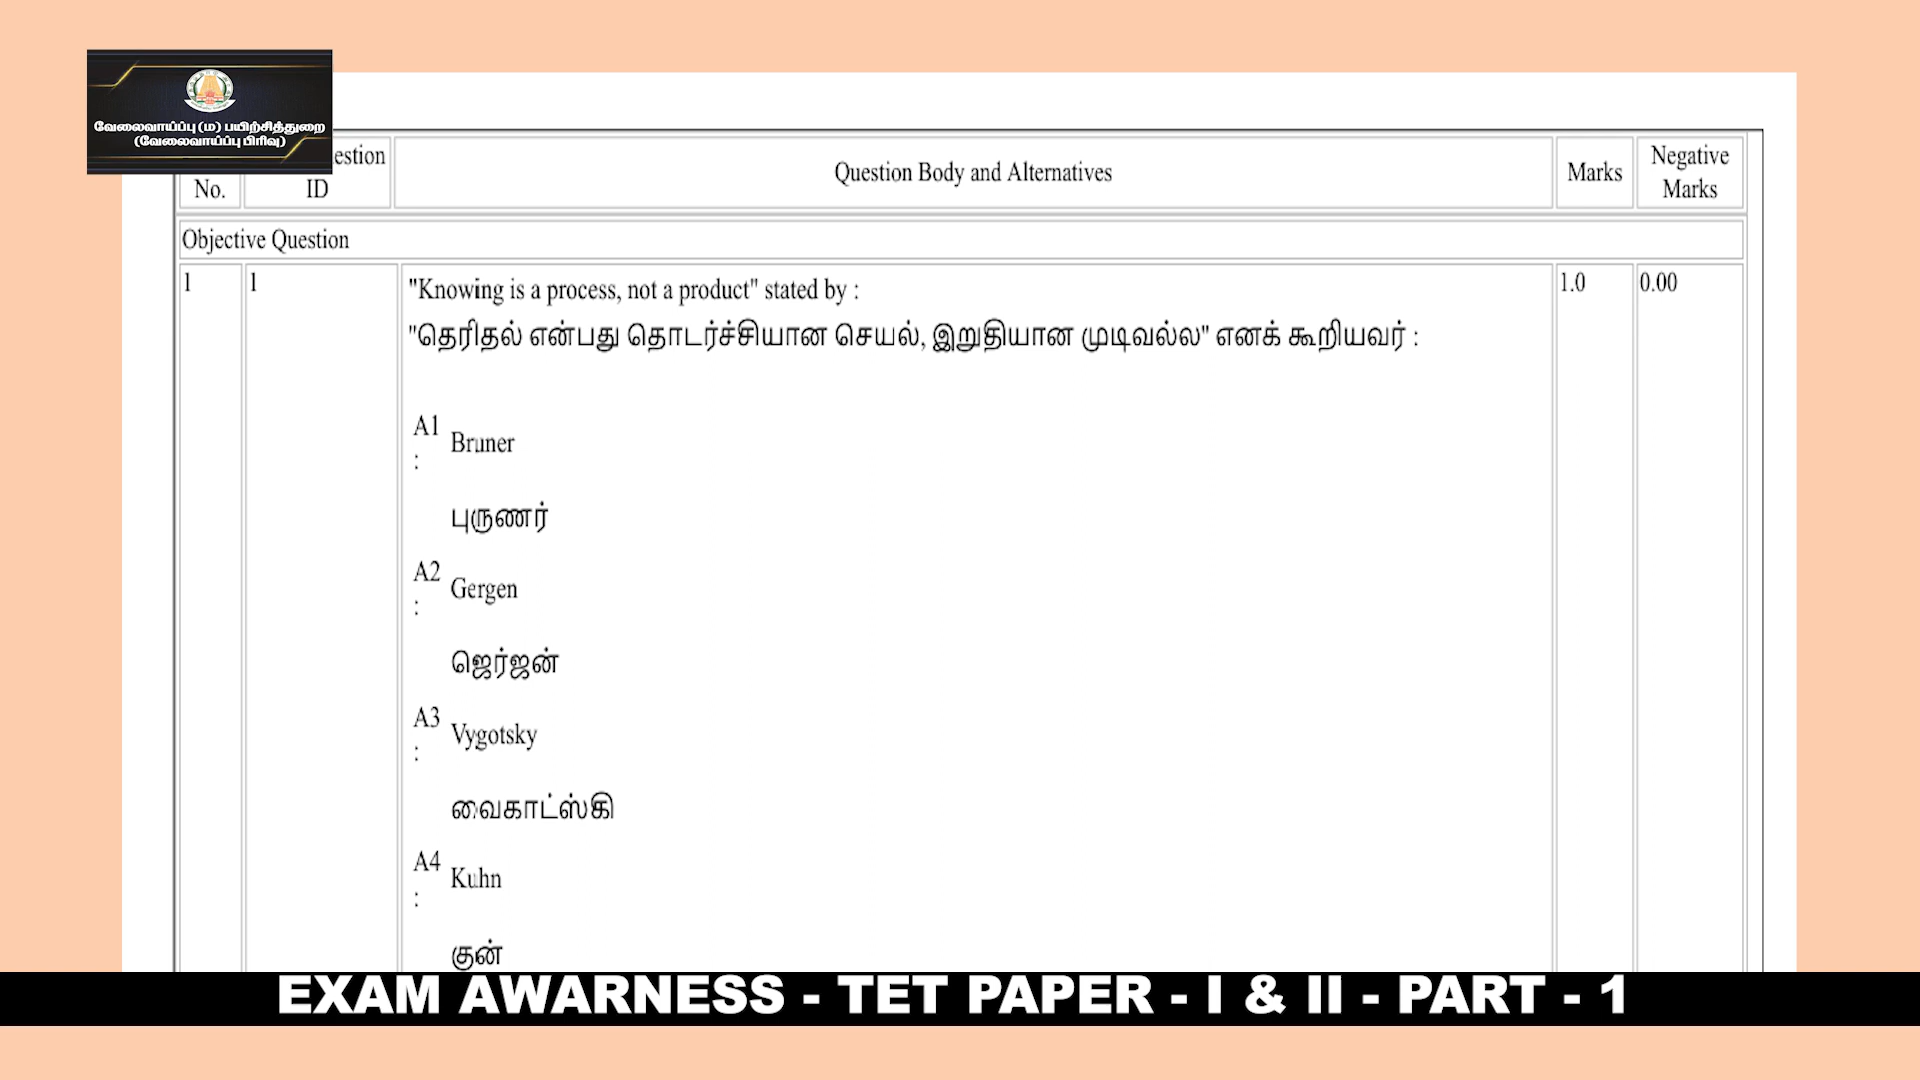 வேலைவாய்ப்பு (ம) பயிற்சித்துறை
(வேலைவாய்ப்பு பிரிவு)
No.
estion
ID
Question Body and Alternatives
Marks
Negative
Marks
Objective Question
1
1
"Knowing is a process, not a product" stated by :
1.0
0.00
"தெரிதல் என்பது தொடர்ச்சியான செயல், இறுதியான முடிவல்ல" எனக் கூறியவர் :
A1
:
Bruner
புருணர்
A2
:
Gergen
ஜெர்ஜன்
A3
:
Vygotsky
வைகாட்ஸ்கி
A4
:
Kuhn
குன்
EXAM AWARNESS - TET PAPER - I & II - PART - 1